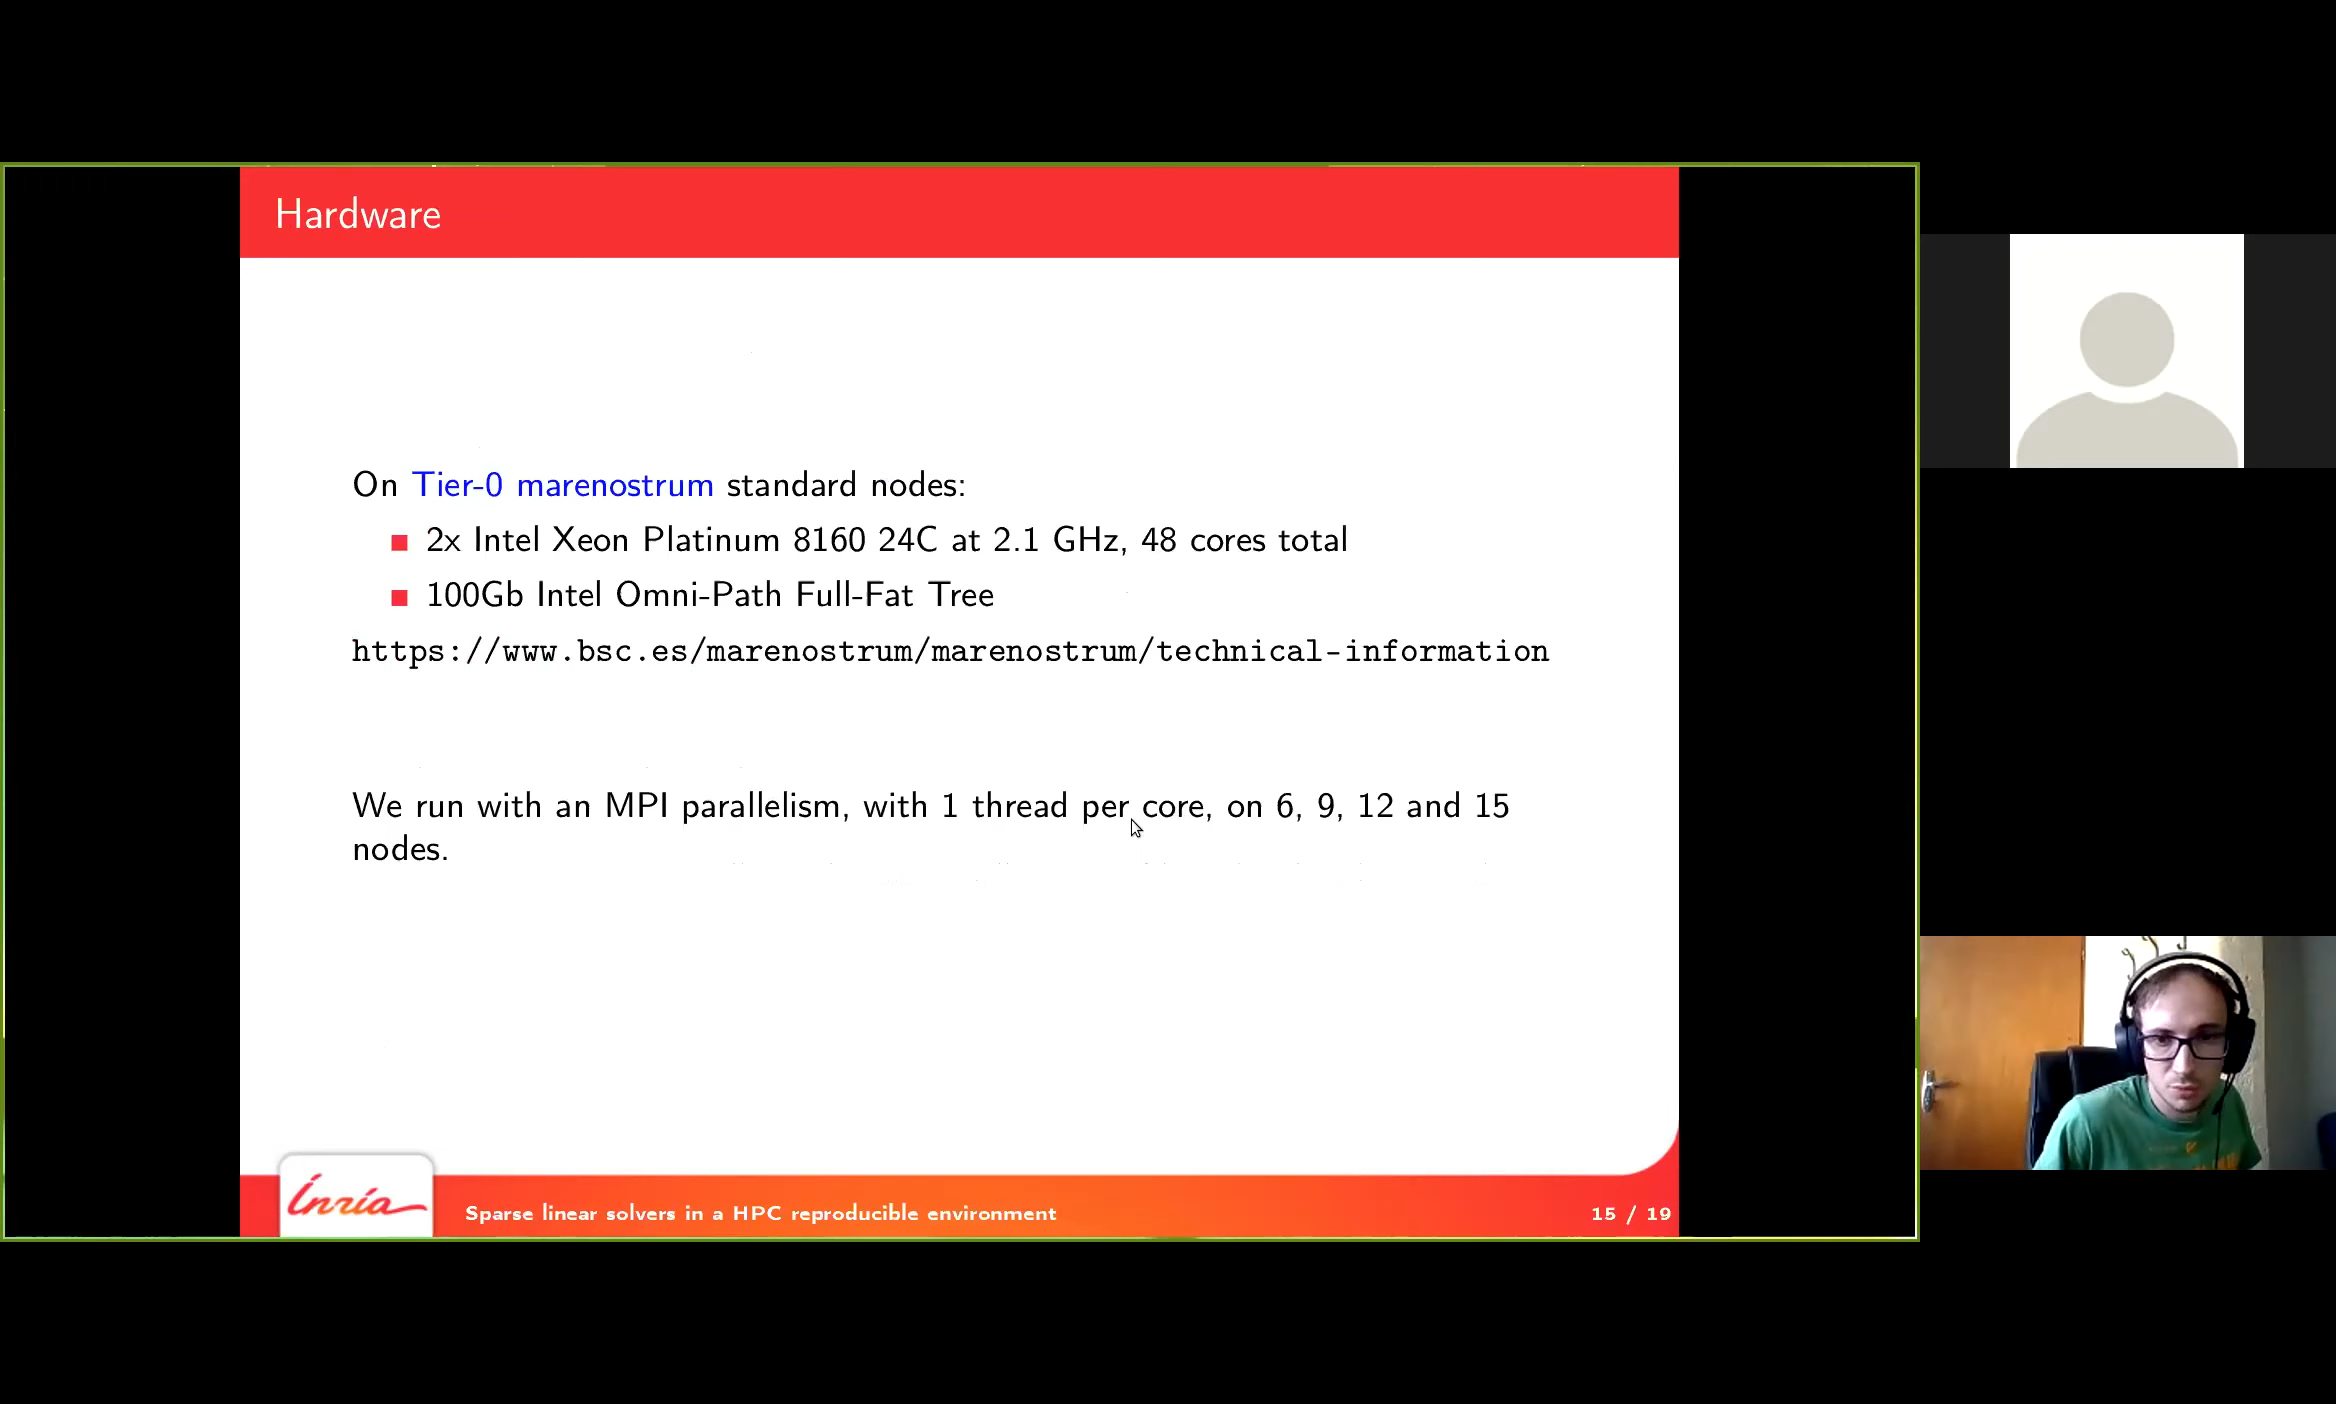 Hardware
On Tier-0 marenostrum standard nodes:
2x Intel Xeon Platinum 8160 24C at 2.1 GHz, 48 cores total
100Gb Intel Omni-Path Full-Fat Tree
https://www.bsc.es/marenostrum/marenostrum/technical-information
We run with an MPI parallelism, with 1 thread per core, on 6, 9, 12 and 15
nodes.
Inria
Sparse linear solvers in a HPC reproducible environment
15 / 19